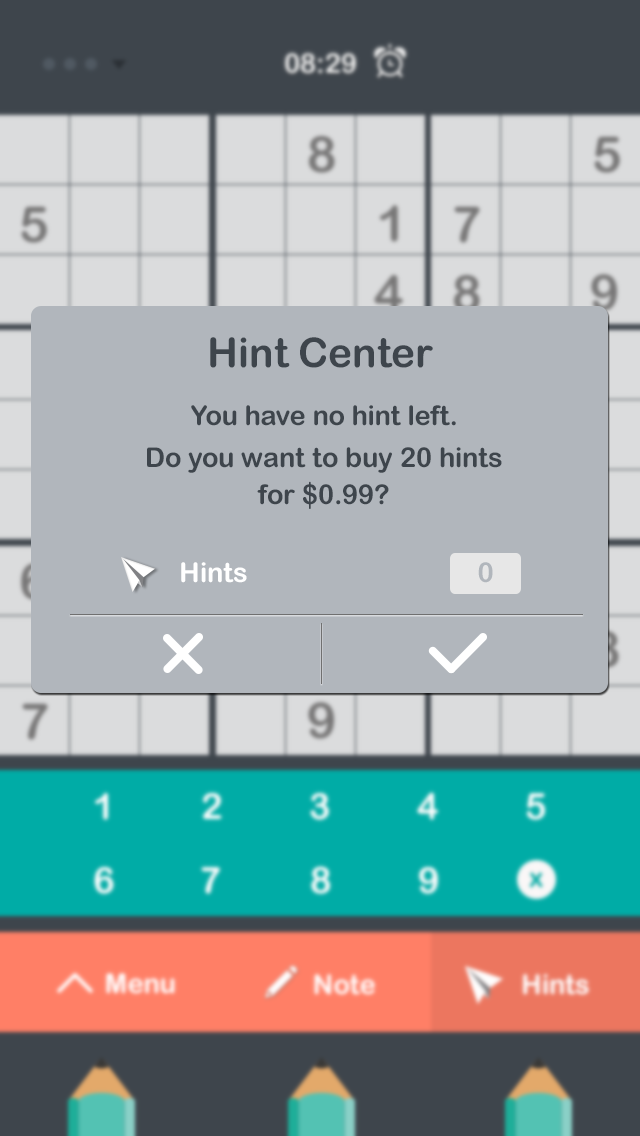 08:29
8 5
5 1 7
4 8 9
Hint Center
You have no hint left.
Do you want to buy 20 hints
for $0.99?
Hints 0
7 9
1 2 3 4 5
6 7 8 9
Menu Note Hints